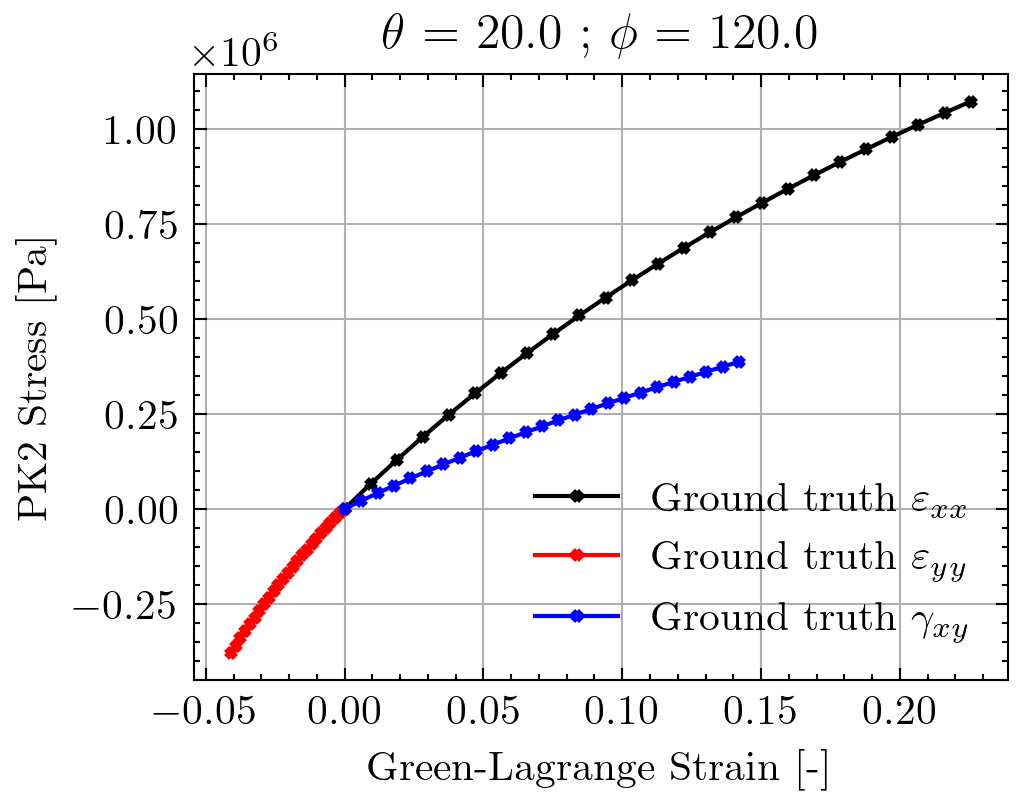 θ = 20.0 ; ϕ = 120.0
×10⁶
1.00
0.75
0.50
0.25
0.00
−0.25
PK2 Stress [Pa]
Ground truth εₓₓ
Ground truth ε_yy
Ground truth γ_xy
−0.05 0.00 0.05 0.10 0.15 0.20
Green-Lagrange Strain [-]